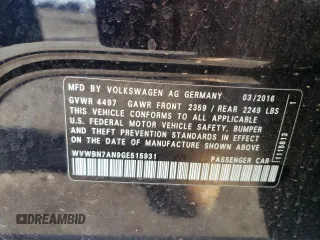 MFD BY VOLKSWAGEN AG GERMANY 03/2016
GVWR 4497 GAWR FRONT 2359 / REAR 2249 LBS
THIS VEHICLE CONFORMS TO ALL APPLICABLE
U.S. FEDERAL MOTOR VEHICLE SAFETY, BUMPER
AND THEFT PREVENTION STANDARDS IN EFFECT ON
THE DATE OF MANUFACTURE SHOWN ABOVE.
WVWBN7AN9GE515931 PASSENGER CAR
1115813 1
DREAMBID